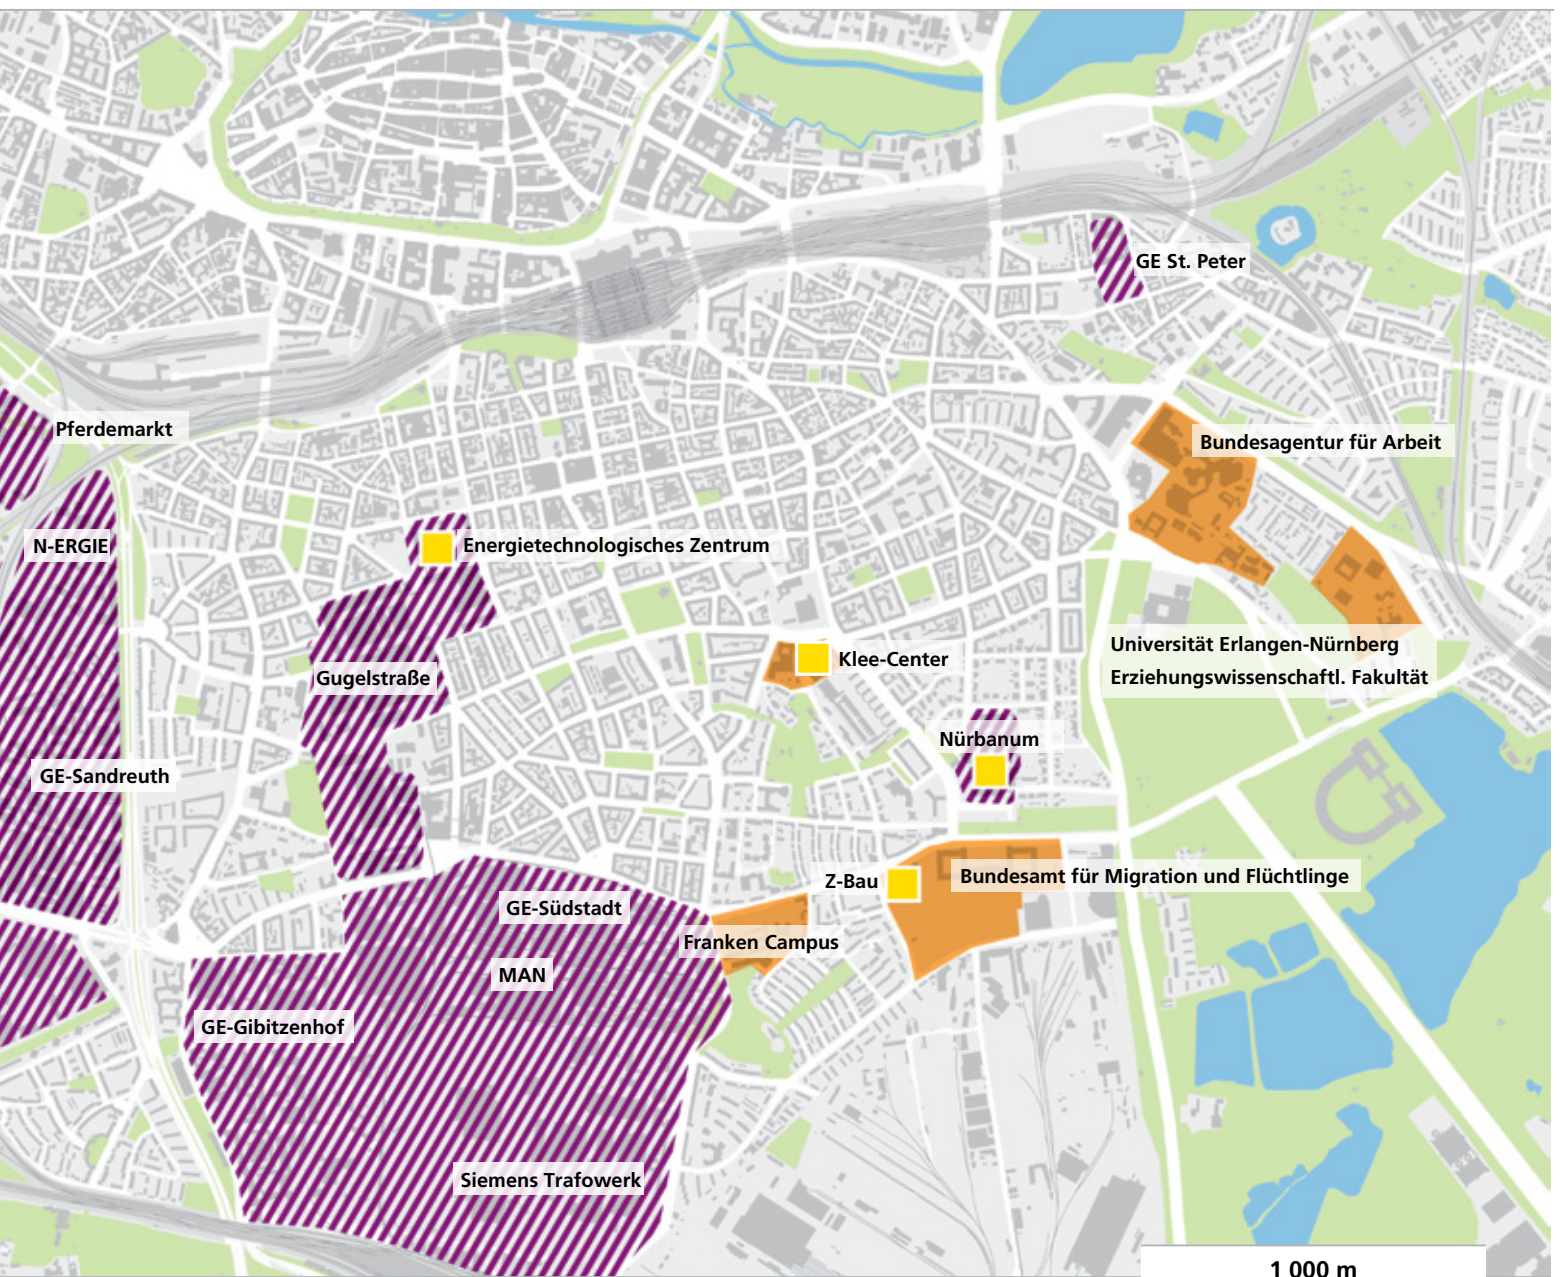 GE St. Peter
Pferdemarkt
Bundesagentur für Arbeit
N-ERGIE
Energietechnologisches Zentrum
Universität Erlangen-Nürnberg
Erziehungswissenschaftl. Fakultät
Klee-Center
Gugelstraße
Nürbanum
GE-Sandreuth
Z-Bau
Bundesamt für Migration und Flüchtlinge
GE-Südstadt
Franken Campus
MAN
GE-Gibitzenhof
Siemens Trafowerk
1 000 m